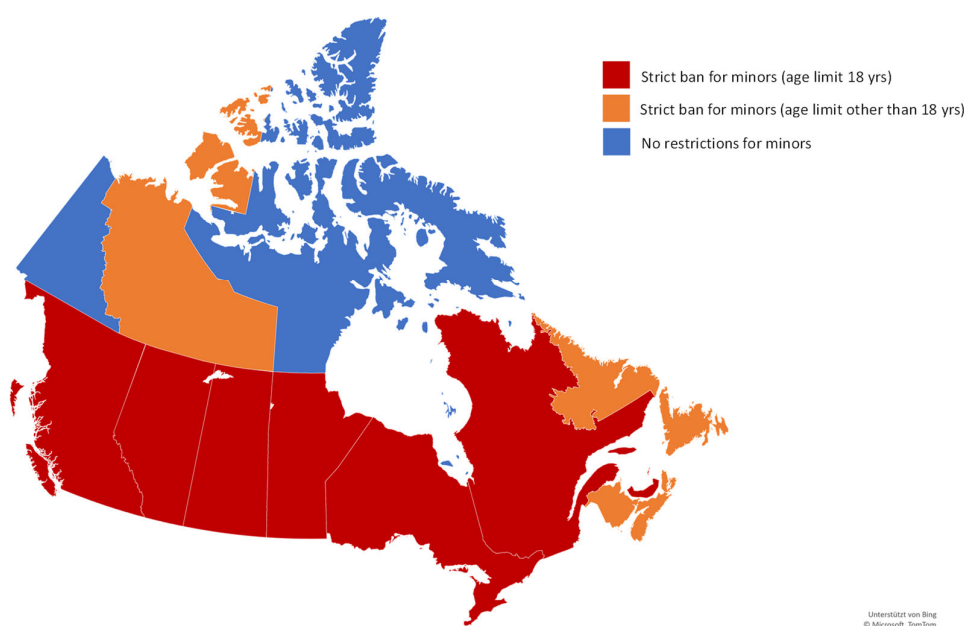 Strict ban for minors (age limit 18 yrs)
Strict ban for minors (age limit other than 18 yrs)
No restrictions for minors
Unterstützt von Bing
© Microsoft, TomTom